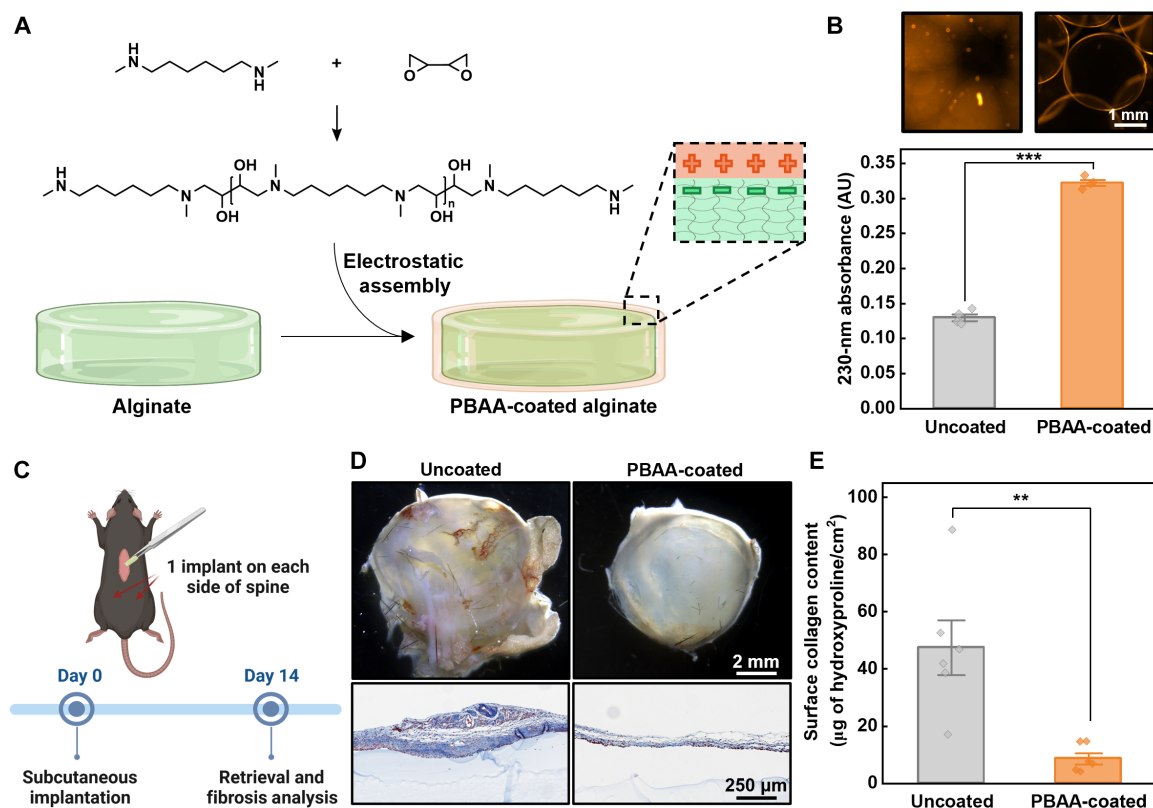 A
H
N
N
H
+
O
O
H
N
N
OH
OH
N
N
OH
OH
n
N
N
H
Electrostatic
assembly
Alginate
PBAA-coated alginate
B
1 mm
230-nm absorbance (AU)
0.35
0.30
0.25
0.20
0.15
0.10
0.05
0.00
***
Uncoated
PBAA-coated
C
1 implant on each
side of spine
Day 0
Day 14
Subcutaneous
implantation
Retrieval and
fibrosis analysis
D
Uncoated
PBAA-coated
2 mm
250 µm
E
Surface collagen content
(µg of hydroxyproline/cm²)
100
80
60
40
20
0
**
Uncoated
PBAA-coated